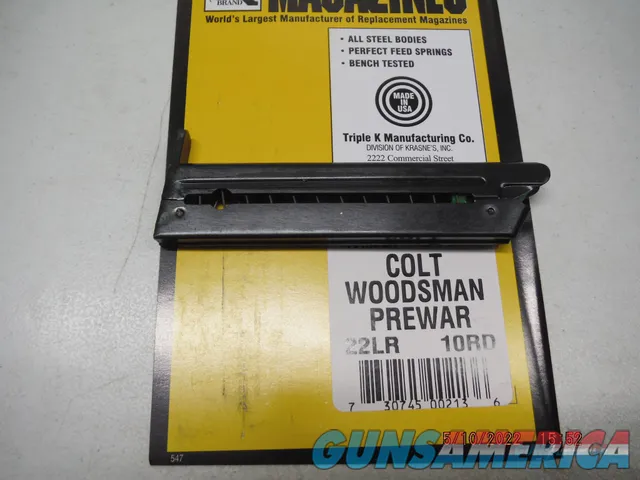 BRAND
MAGAZINES
World's Largest Manufacturer of Replacement Magazines
• ALL STEEL BODIES
• PERFECT FEED SPRINGS
• BENCH TESTED
MADE
IN
USA
Triple K Manufacturing Co.
DIVISION OF KRASNE'S, INC.
2222 Commercial Street
COLT
WOODSMAN
PREWAR
22LR 10RD
7 30745 00213 6
5/10/2022 15:52
GUNSAMERICA
547